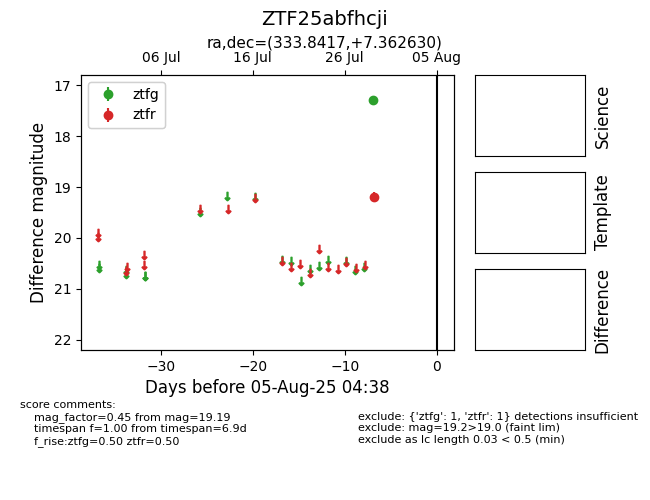 ZTF25abfhcji
ra,dec=(333.8417,+7.362630)
06 Jul 16 Jul 26 Jul 05 Aug
ztfg
ztfr
17
18
19
20
21
22
Difference magnitude
−30 −20 −10 0
Days before 05-Aug-25 04:38
Science
Template
Difference
score comments:
mag_factor=0.45 from mag=19.19
timespan f=1.00 from timespan=6.9d
f_rise:ztfg=0.50 ztfr=0.50
exclude: {'ztfg': 1, 'ztfr': 1} detections insufficient
exclude: mag=19.2>19.0 (faint lim)
exclude as lc length 0.03 < 0.5 (min)